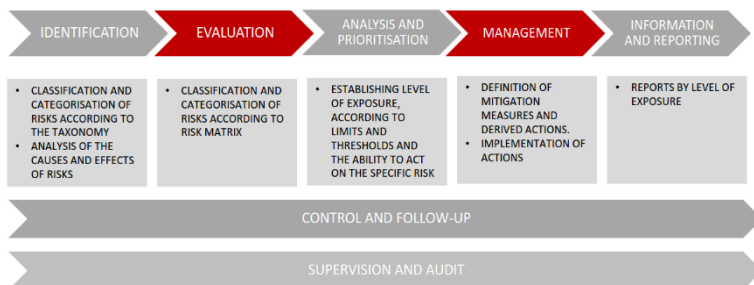 IDENTIFICATION
EVALUATION
ANALYSIS AND
PRIORITISATION
MANAGEMENT
INFORMATION
AND REPORTING
• CLASSIFICATION AND
CATEGORISATION OF
RISKS ACCORDING TO
THE TAXONOMY
• ANALYSIS OF THE
CAUSES AND EFFECTS
OF RISKS
• CLASSIFICATION AND
CATEGORISATION OF
RISKS ACCORDING TO
RISK MATRIX
• ESTABLISHING LEVEL
OF EXPOSURE,
ACCORDING TO
LIMITS AND
THRESHOLDS AND
THE ABILITY TO ACT
ON THE SPECIFIC RISK
• DEFINITION OF
MITIGATION
MEASURES AND
DERIVED ACTIONS.
• IMPLEMENTATION OF
ACTIONS
• REPORTS BY LEVEL OF
EXPOSURE
CONTROL AND FOLLOW-UP
SUPERVISION AND AUDIT